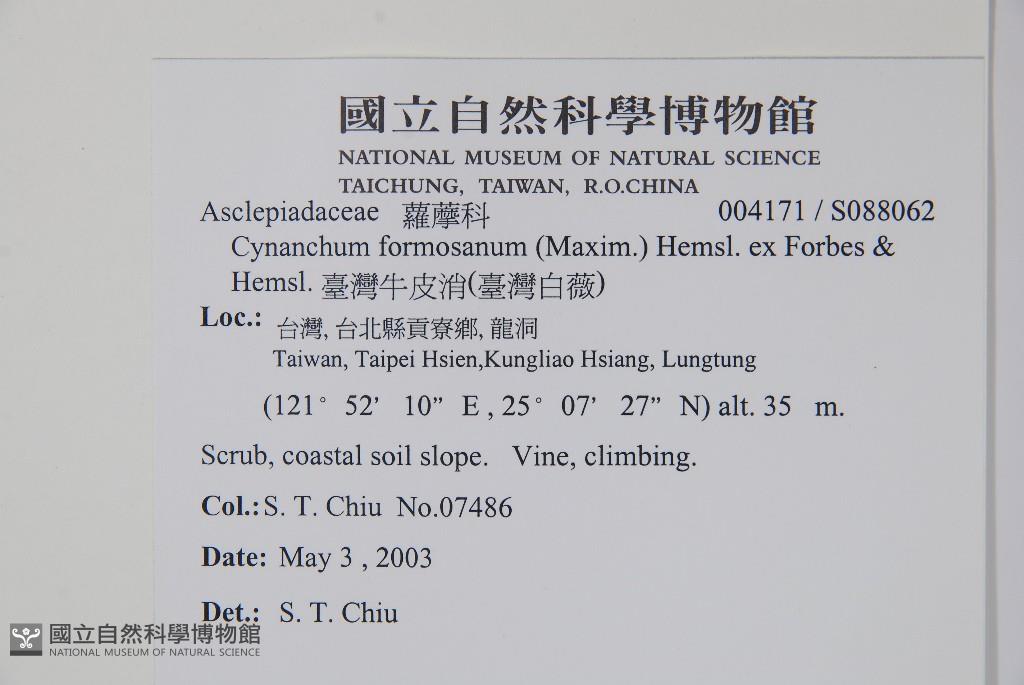 國立自然科學博物館
NATIONAL MUSEUM OF NATURAL SCIENCE
TAICHUNG, TAIWAN, R.O.CHINA
Asclepiadaceae 蘿藦科 004171 / S088062
Cynanchum formosanum (Maxim.) Hemsl. ex Forbes &
Hemsl. 臺灣牛皮消(臺灣白薇)
Loc.: 台灣, 台北縣貢寮鄉, 龍洞
Taiwan, Taipei Hsien,Kungliao Hsiang, Lungtung
(121° 52’ 10” E , 25° 07’ 27” N) alt. 35 m.
Scrub, coastal soil slope. Vine, climbing.
Col.: S. T. Chiu No.07486
Date: May 3 , 2003
Det.: S. T. Chiu
國立自然科學博物館
NATIONAL MUSEUM OF NATURAL SCIENCE